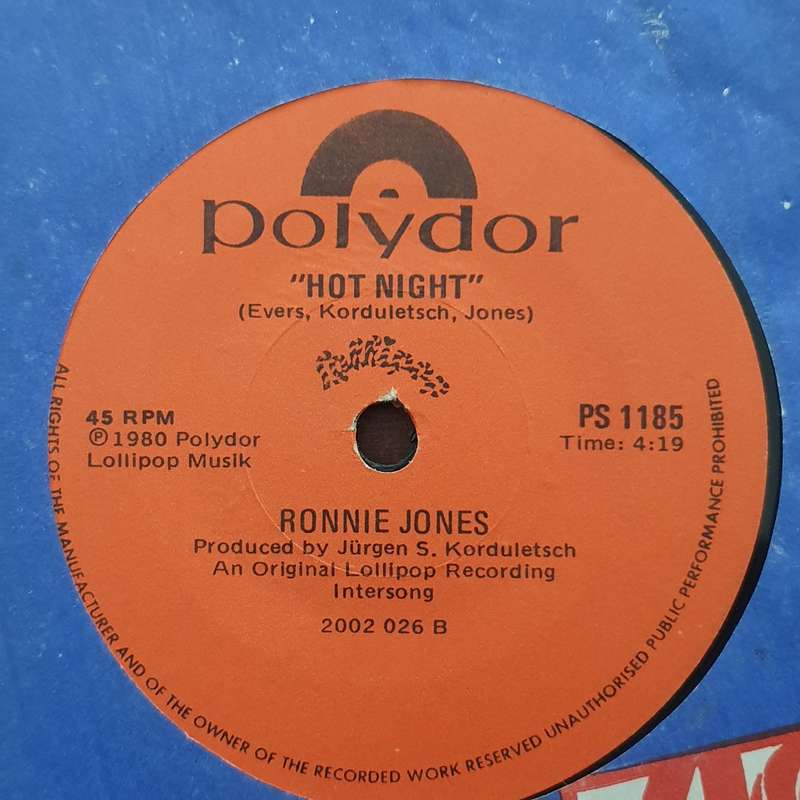 polydor
"HOT NIGHT"
(Evers, Korduletsch, Jones)
Lollipop
45 RPM
℗ 1980 Polydor
Lollipop Musik
PS 1185
Time: 4:19
RONNIE JONES
Produced by Jürgen S. Korduletsch
An Original Lollipop Recording
Intersong
2002 026 B
ALL RIGHTS OF THE MANUFACTURER AND OF THE OWNER OF THE RECORDED WORK RESERVED UNAUTHORISED PUBLIC PERFORMANCE PROHIBITED